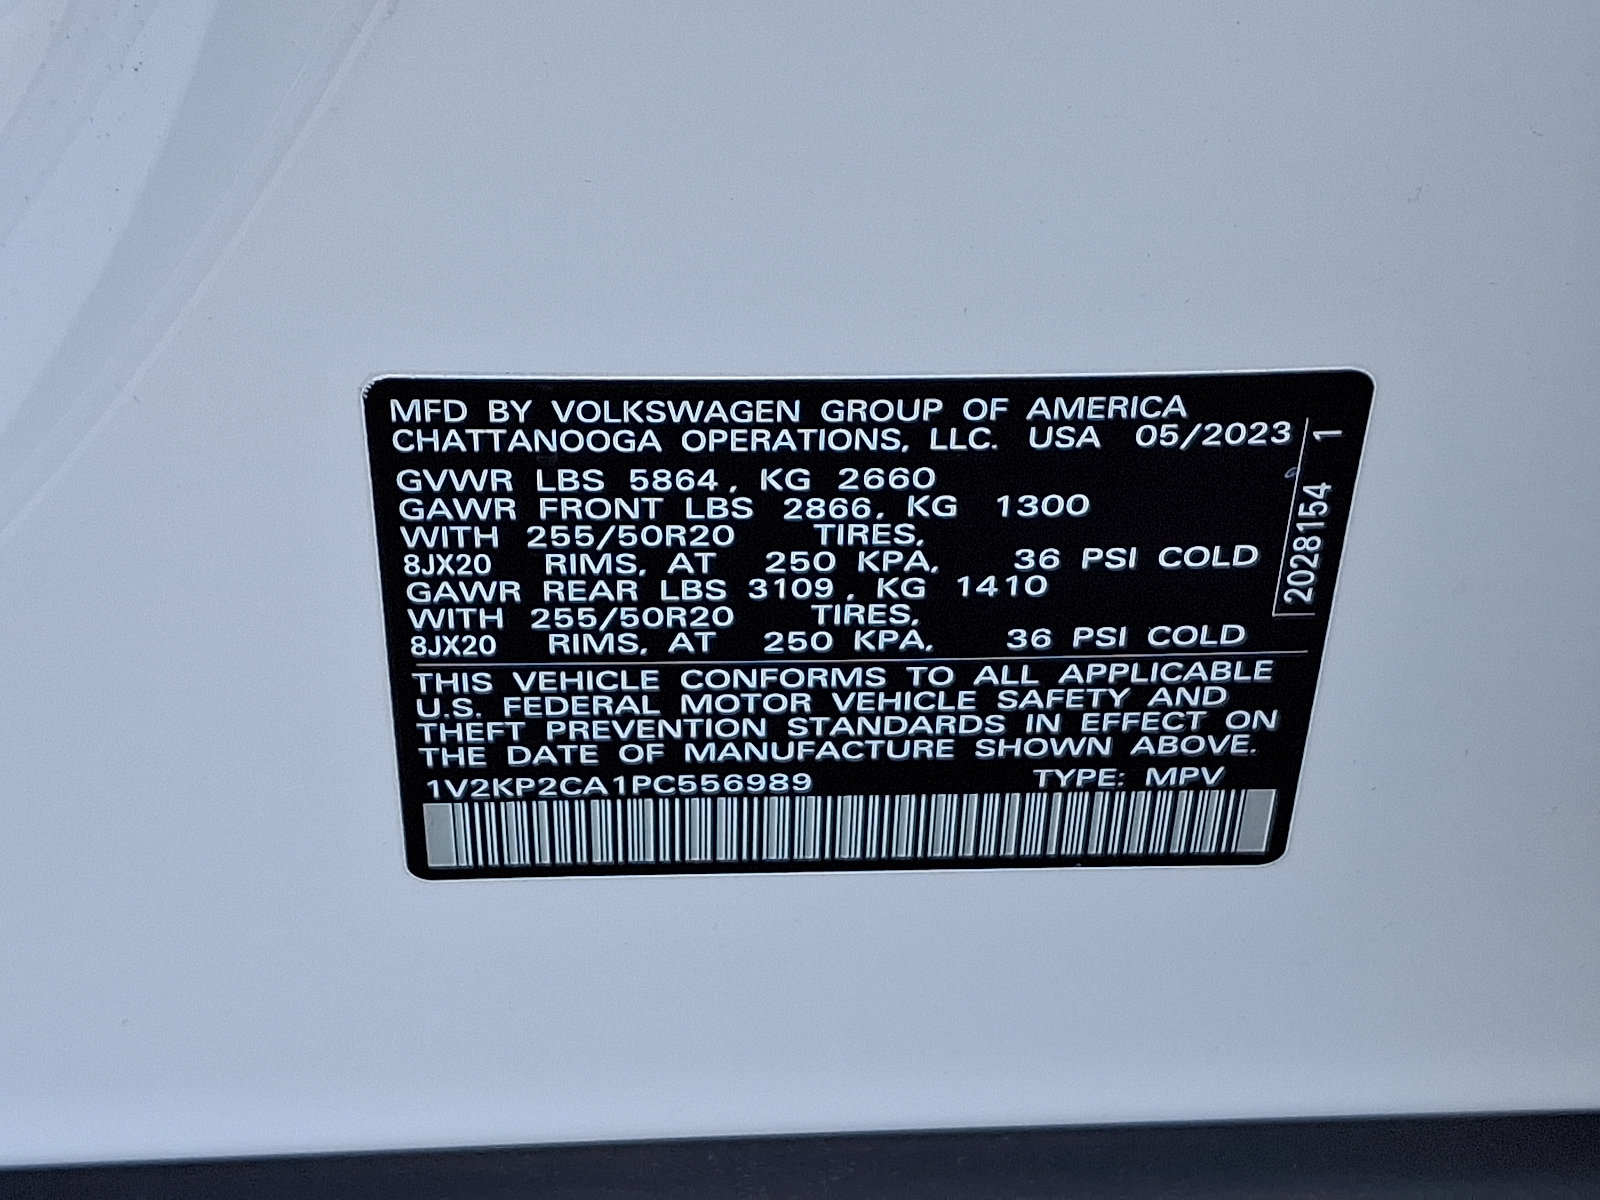 MFD BY VOLKSWAGEN GROUP OF AMERICA
CHATTANOOGA OPERATIONS, LLC. USA 05/2023
GVWR LBS 5864, KG 2660
GAWR FRONT LBS 2866, KG 1300
WITH 255/50R20 TIRES,
8JX20 RIMS, AT 250 KPA, 36 PSI COLD
GAWR REAR LBS 3109, KG 1410
WITH 255/50R20 TIRES,
8JX20 RIMS, AT 250 KPA, 36 PSI COLD
THIS VEHICLE CONFORMS TO ALL APPLICABLE
U.S. FEDERAL MOTOR VEHICLE SAFETY AND
THEFT PREVENTION STANDARDS IN EFFECT ON
THE DATE OF MANUFACTURE SHOWN ABOVE.
1V2KP2CA1PC556989 TYPE: MPV
2028154 1